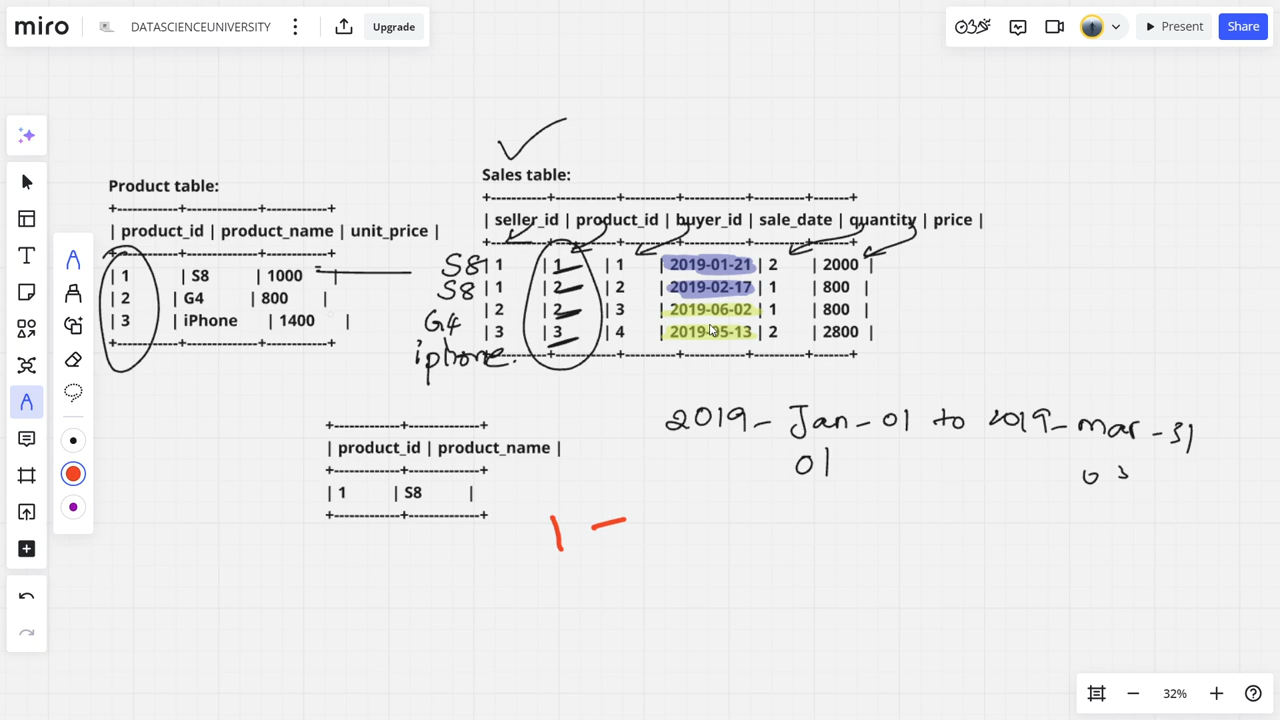 miro DATASCIENCEUNIVERSITY Upgrade
Present Share
Product table:
+-----------+------------+-----------+
| product_id | product_name | unit_price |
+-----------+------------+-----------+
| 1 | S8 | 1000 |
| 2 | G4 | 800 |
| 3 | iPhone | 1400 |
+-----------+------------+-----------+
Sales table:
+-----------+-----------+----------+-----------+---------+------+
| seller_id | product_id | buyer_id | sale_date | quantity | price |
+-----------+-----------+----------+-----------+---------+------+
S8 | 1 | 1 | 1 | 2019-01-21 | 2 | 2000 |
S8 | 1 | 2 | 2 | 2019-02-17 | 1 | 800 |
G4 | 2 | 2 | 3 | 2019-06-02 | 1 | 800 |
iphone. | 3 | 3 | 4 | 2019-05-13 | 2 | 2800 |
+-----------+-----------+----------+-----------+---------+------+
+------------+-------------+
| product_id | product_name |
+------------+-------------+
| 1 | S8 |
+------------+-------------+
2019- Jan-01 to 2019-mar-31
01 03
1 -
32%